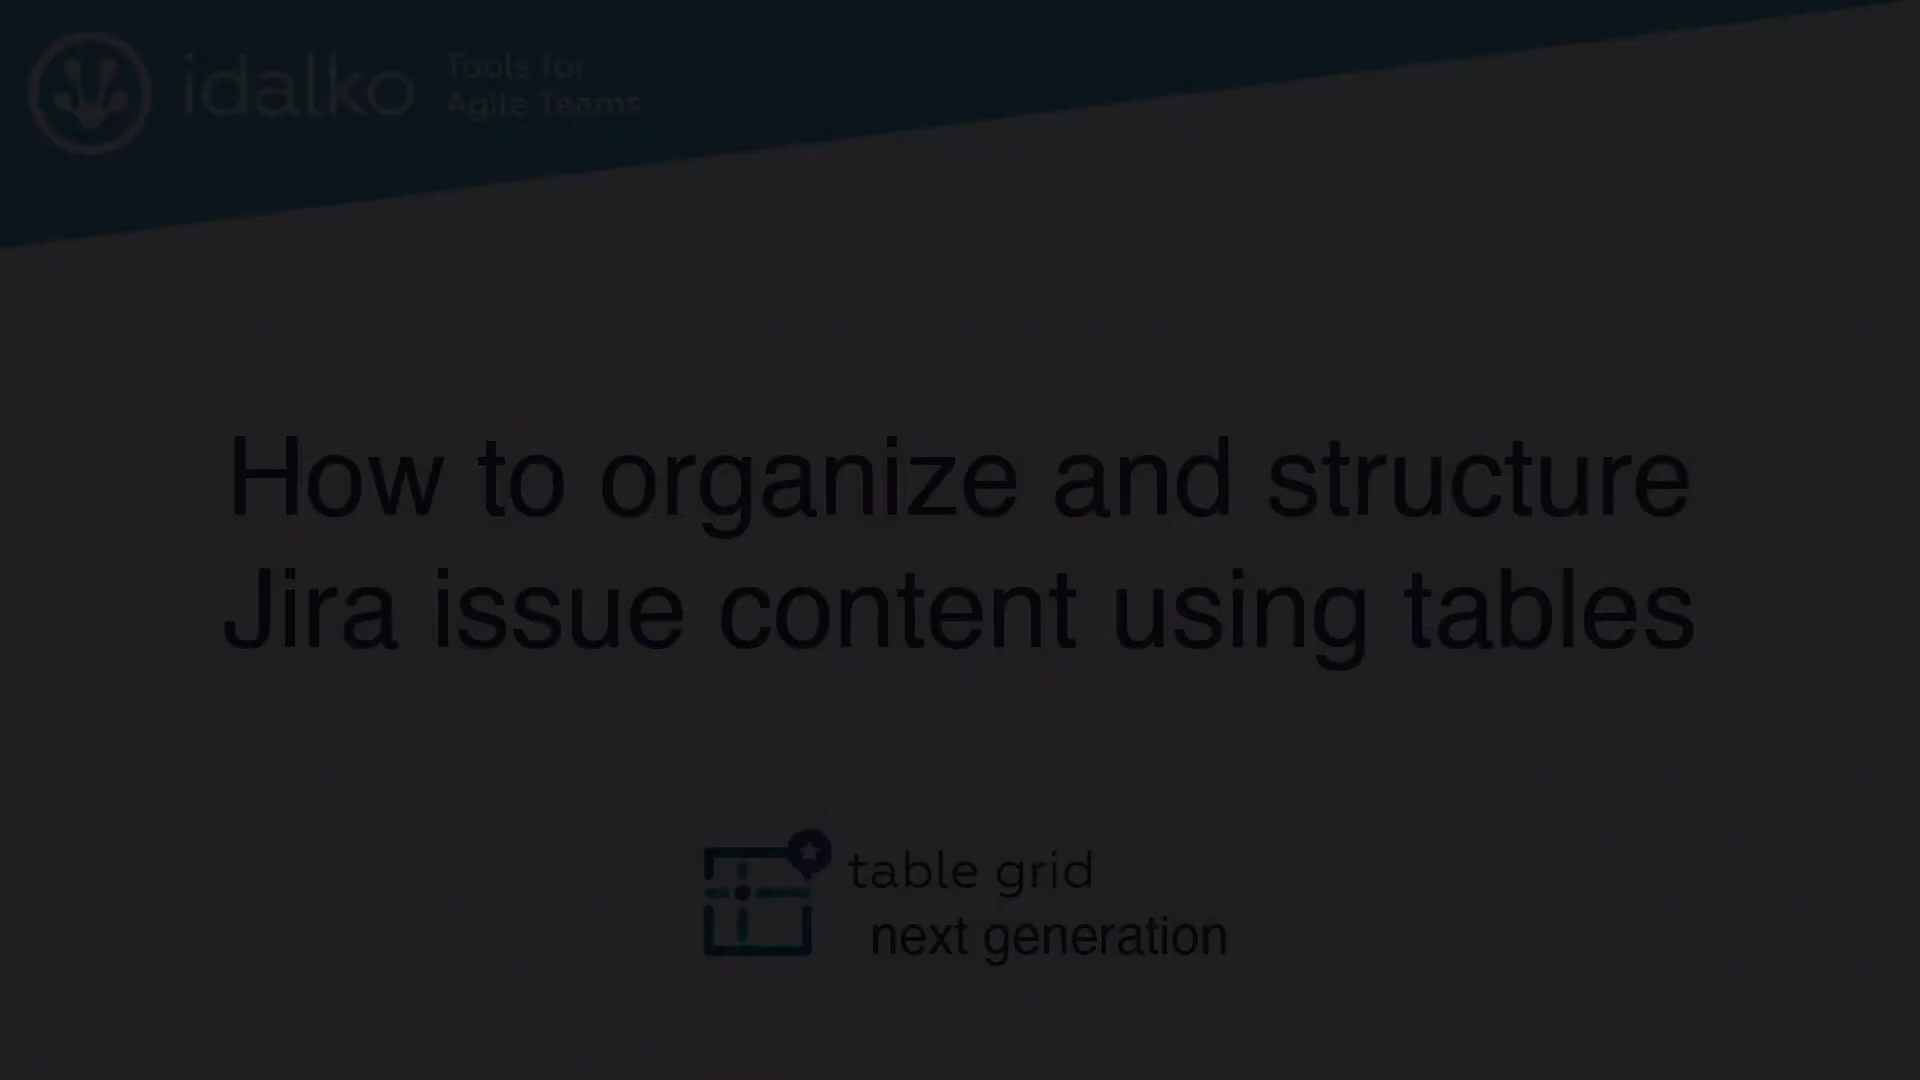 idalko
Tools for
Agile Teams
How to organize and structure
Jira issue content using tables
table grid
next generation